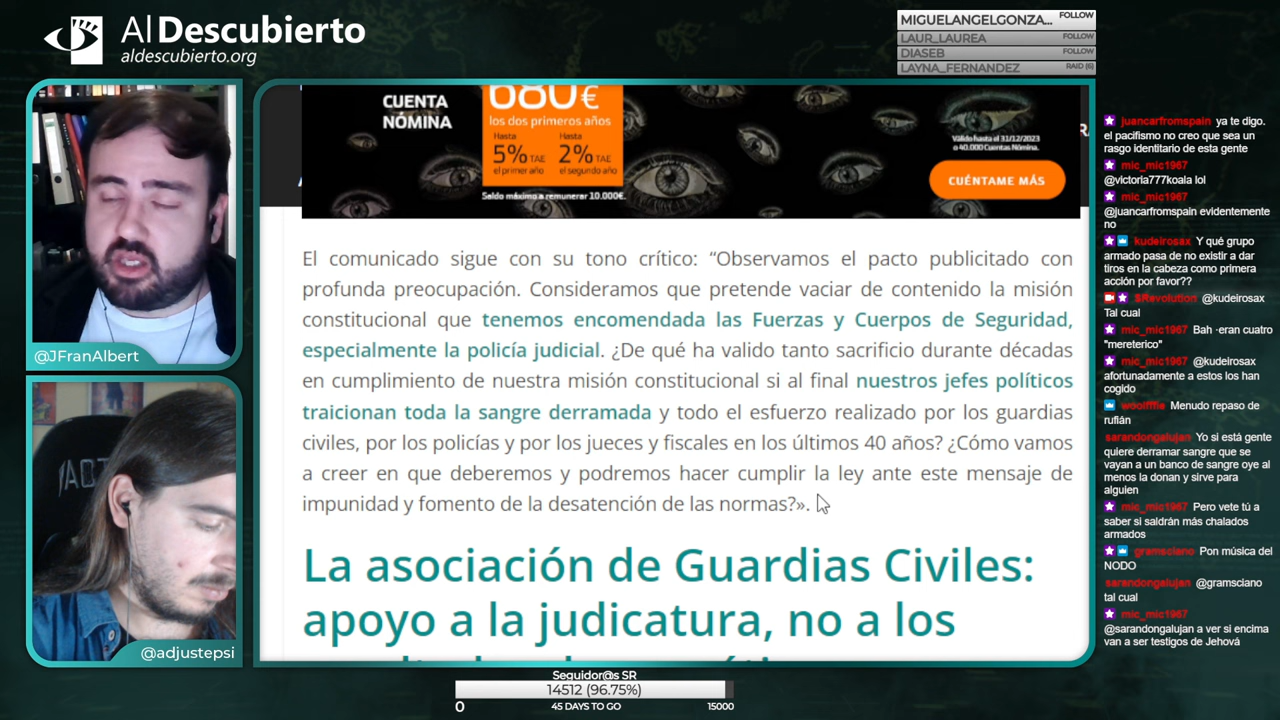 Al Descubierto
aldescubierto.org
MIGUELANGELGONZA... FOLLOW
LAUR_LAUREA FOLLOW
DIASEB FOLLOW
LAYNA_FERNANDEZ RAID (6)
@JFranAlbert
@adjustepsi
CUENTA
NÓMINA
680€
los dos primeros años
Hasta Hasta
5% TAE 2% TAE
el primer año el segundo año
Saldo máximo a remunerar 10.000€.
Válido hasta el 31/12/2023
o 40.000 Cuentas Nómina.
CUÉNTAME MÁS
El comunicado sigue con su tono crítico: “Observamos el pacto publicitado con
profunda preocupación. Consideramos que pretende vaciar de contenido la misión
constitucional que tenemos encomendada las Fuerzas y Cuerpos de Seguridad,
especialmente la policía judicial. ¿De qué ha valido tanto sacrificio durante décadas
en cumplimiento de nuestra misión constitucional si al final nuestros jefes políticos
traicionan toda la sangre derramada y todo el esfuerzo realizado por los guardias
civiles, por los policías y por los jueces y fiscales en los últimos 40 años? ¿Cómo vamos
a creer en que deberemos y podremos hacer cumplir la ley ante este mensaje de
impunidad y fomento de la desatención de las normas?».
La asociación de Guardias Civiles:
apoyo a la judicatura, no a los
juancarfromspain ya te digo.
el pacifismo no creo que sea un
rasgo identitario de esta gente
mic_mic1967
@victoria777koala lol
mic_mic1967
@juancarfromspain evidentemente
no
kudeirosax Y qué grupo
armado pasa de no existir a dar
tiros en la cabeza como primera
acción por favor??
SRevolution @kudeirosax
Tal cual
mic_mic1967 Bah -eran cuatro
"mereterico"
mic_mic1967 @kudeirosax
afortunadamente a estos los han
cogido
woolfffie Menudo repaso de
rufián
sarandongalujan Yo si está gente
quiere derramar sangre que se
vayan a un banco de sangre oye al
menos la donan y sirve para
alguien
mic_mic1967 Pero vete tú a
saber si saldrán más chalados
armados
gramsciano Pon música del
NODO
sarandongalujan @gramsciano
tal cual
mic_mic1967
@sarandongalujan a ver si encima
van a ser testigos de Jehová
Seguidor@s SR
14512 (96.75%)
0 45 DAYS TO GO 15000